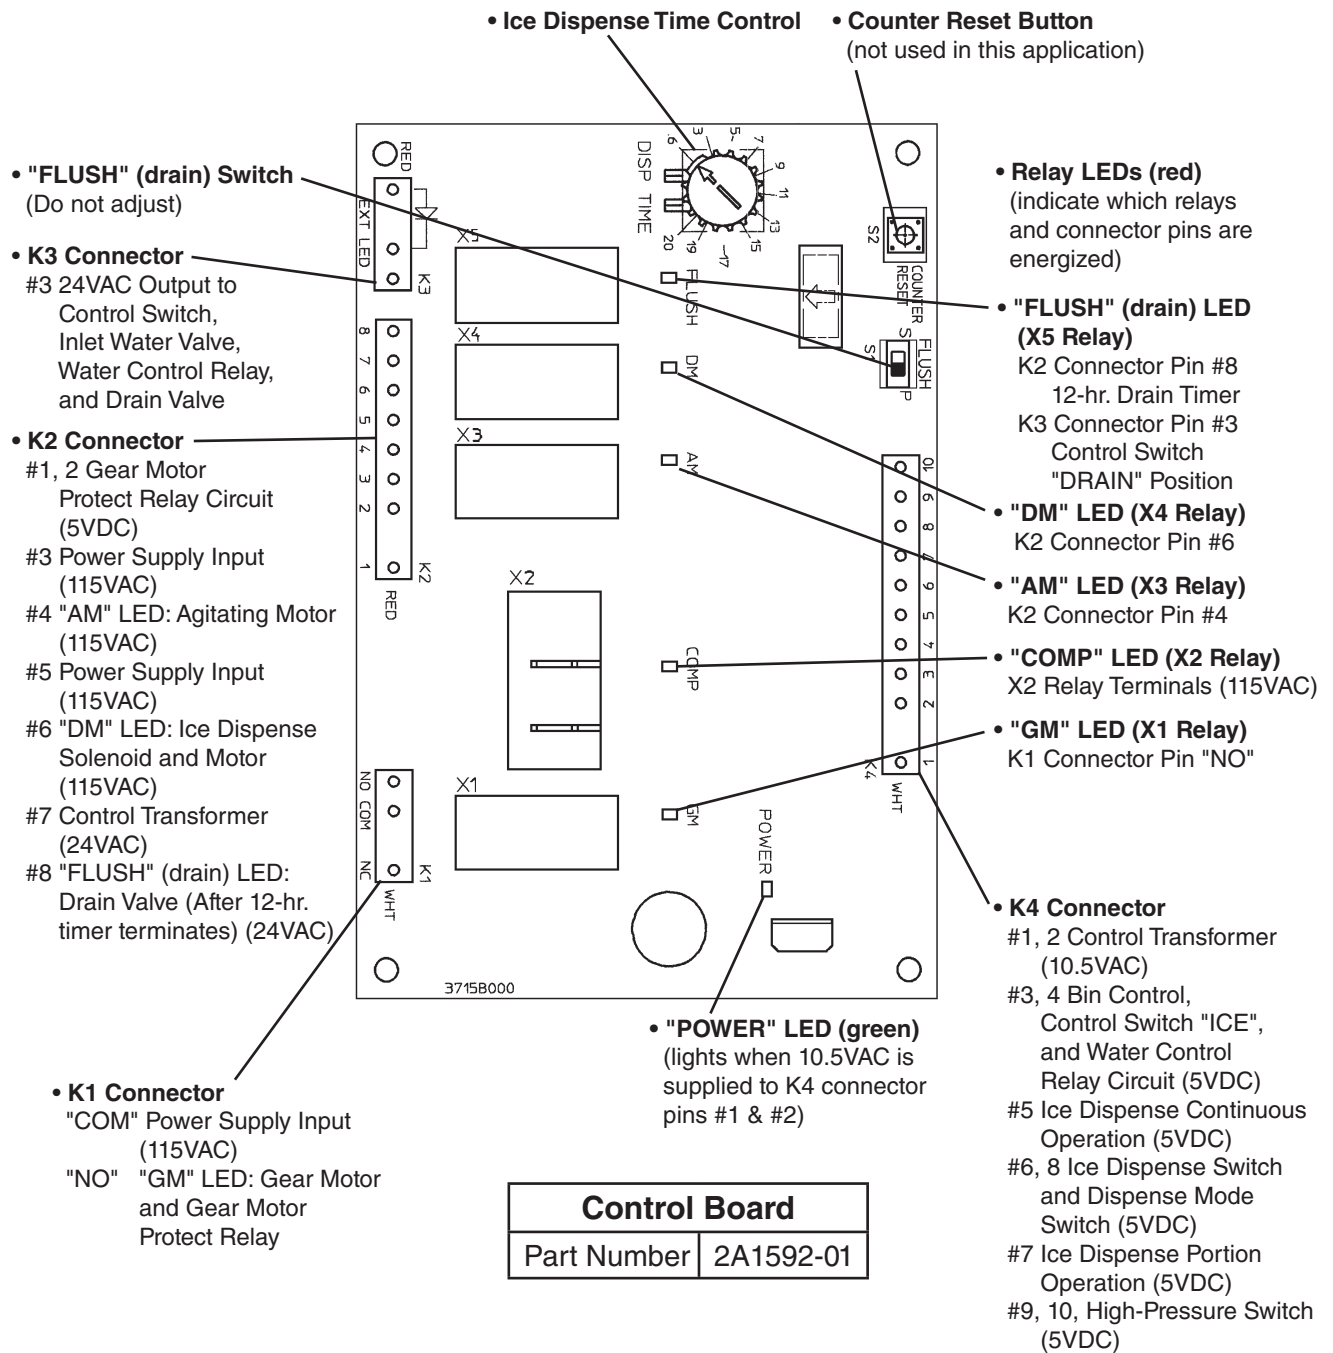 • Ice Dispense Time Control
• Counter Reset Button
(not used in this application)
• "FLUSH" (drain) Switch
(Do not adjust)
• K3 Connector
#3 24VAC Output to
Control Switch,
Inlet Water Valve,
Water Control Relay,
and Drain Valve
• K2 Connector
#1, 2 Gear Motor
Protect Relay Circuit
(5VDC)
#3 Power Supply Input
(115VAC)
#4 "AM" LED: Agitating Motor
(115VAC)
#5 Power Supply Input
(115VAC)
#6 "DM" LED: Ice Dispense
Solenoid and Motor
(115VAC)
#7 Control Transformer
(24VAC)
#8 "FLUSH" (drain) LED:
Drain Valve (After 12-hr.
timer terminates) (24VAC)
• K1 Connector
"COM" Power Supply Input
(115VAC)
"NO" "GM" LED: Gear Motor
and Gear Motor
Protect Relay
RED
EXT LED
K3
8
7
6
5
4
3
2
1
K2
RED
NO COM NC
K1
WHT
X5
X4
X3
X2
X1
DISP TIME
.6
3
5
7
9
11
13
15
17
19
20
FLUSH
DM
AM
COMP
GM
POWER
S2
COUNTER
RESET
S
S1
FLUSH
P
10
9
8
7
6
5
4
3
2
1
K4
WHT
3715B000
• Relay LEDs (red)
(indicate which relays
and connector pins are
energized)
• "FLUSH" (drain) LED
(X5 Relay)
K2 Connector Pin #8
12-hr. Drain Timer
K3 Connector Pin #3
Control Switch
"DRAIN" Position
• "DM" LED (X4 Relay)
K2 Connector Pin #6
• "AM" LED (X3 Relay)
K2 Connector Pin #4
• "COMP" LED (X2 Relay)
X2 Relay Terminals (115VAC)
• "GM" LED (X1 Relay)
K1 Connector Pin "NO"
• K4 Connector
#1, 2 Control Transformer
(10.5VAC)
#3, 4 Bin Control,
Control Switch "ICE",
and Water Control
Relay Circuit (5VDC)
#5 Ice Dispense Continuous
Operation (5VDC)
#6, 8 Ice Dispense Switch
and Dispense Mode
Switch (5VDC)
#7 Ice Dispense Portion
Operation (5VDC)
#9, 10, High-Pressure Switch
(5VDC)
• "POWER" LED (green)
(lights when 10.5VAC is
supplied to K4 connector
pins #1 & #2)
Control Board
Part Number 2A1592-01